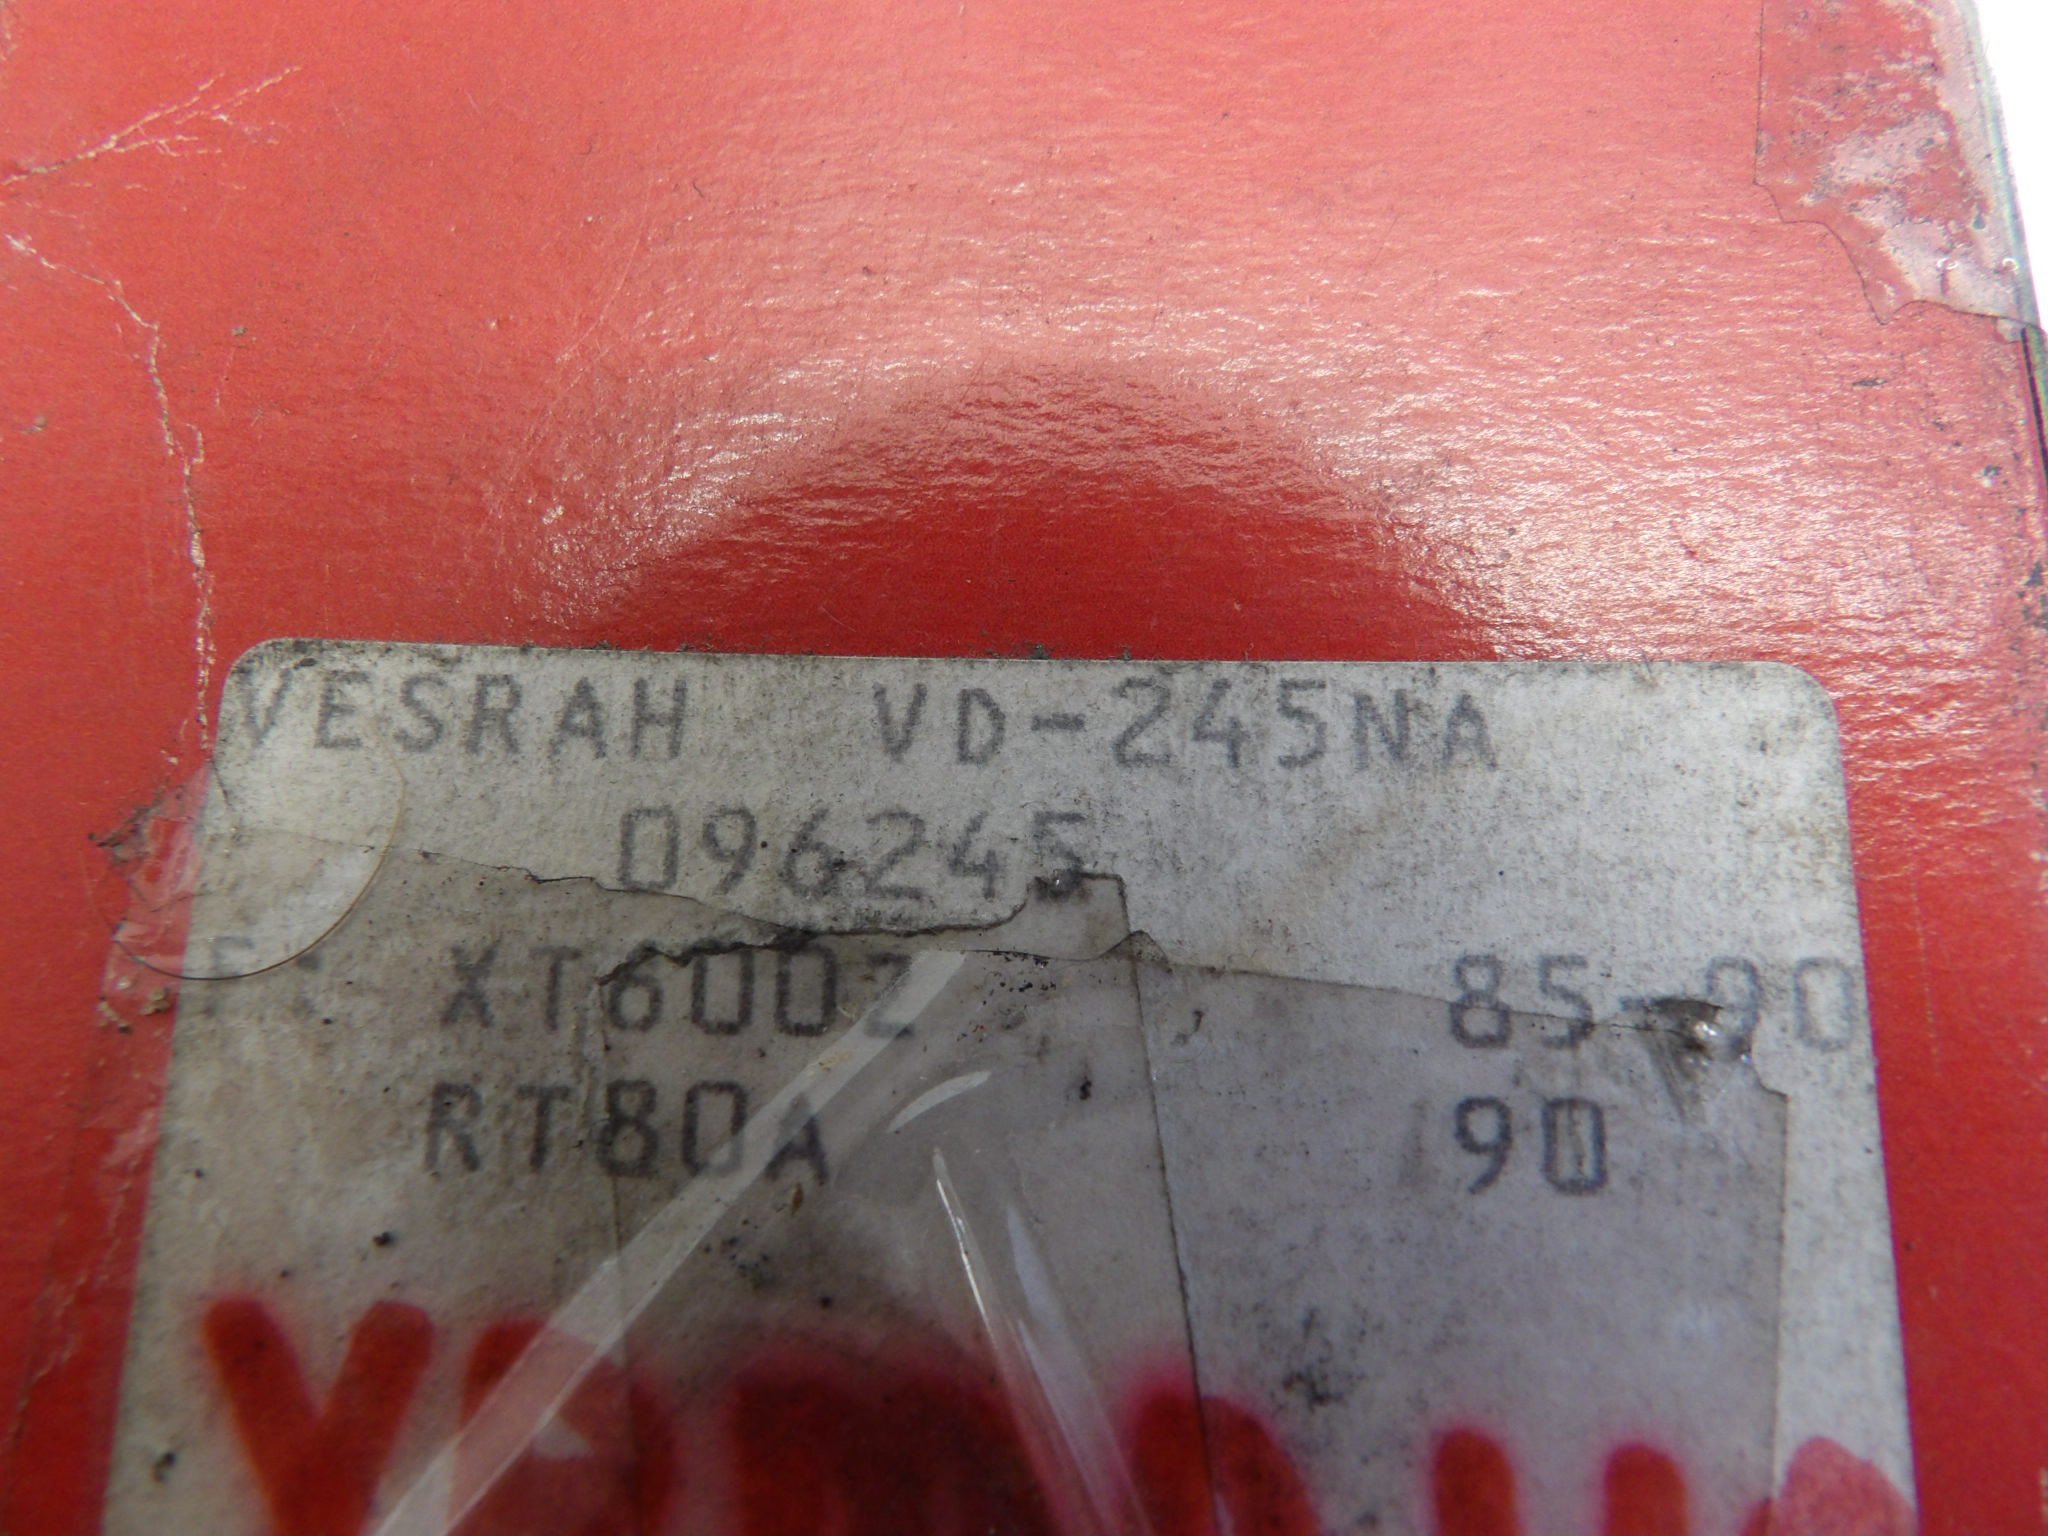 VESRAH VD-245NA
096245
F: XT600Z 85-90
RT80A 90